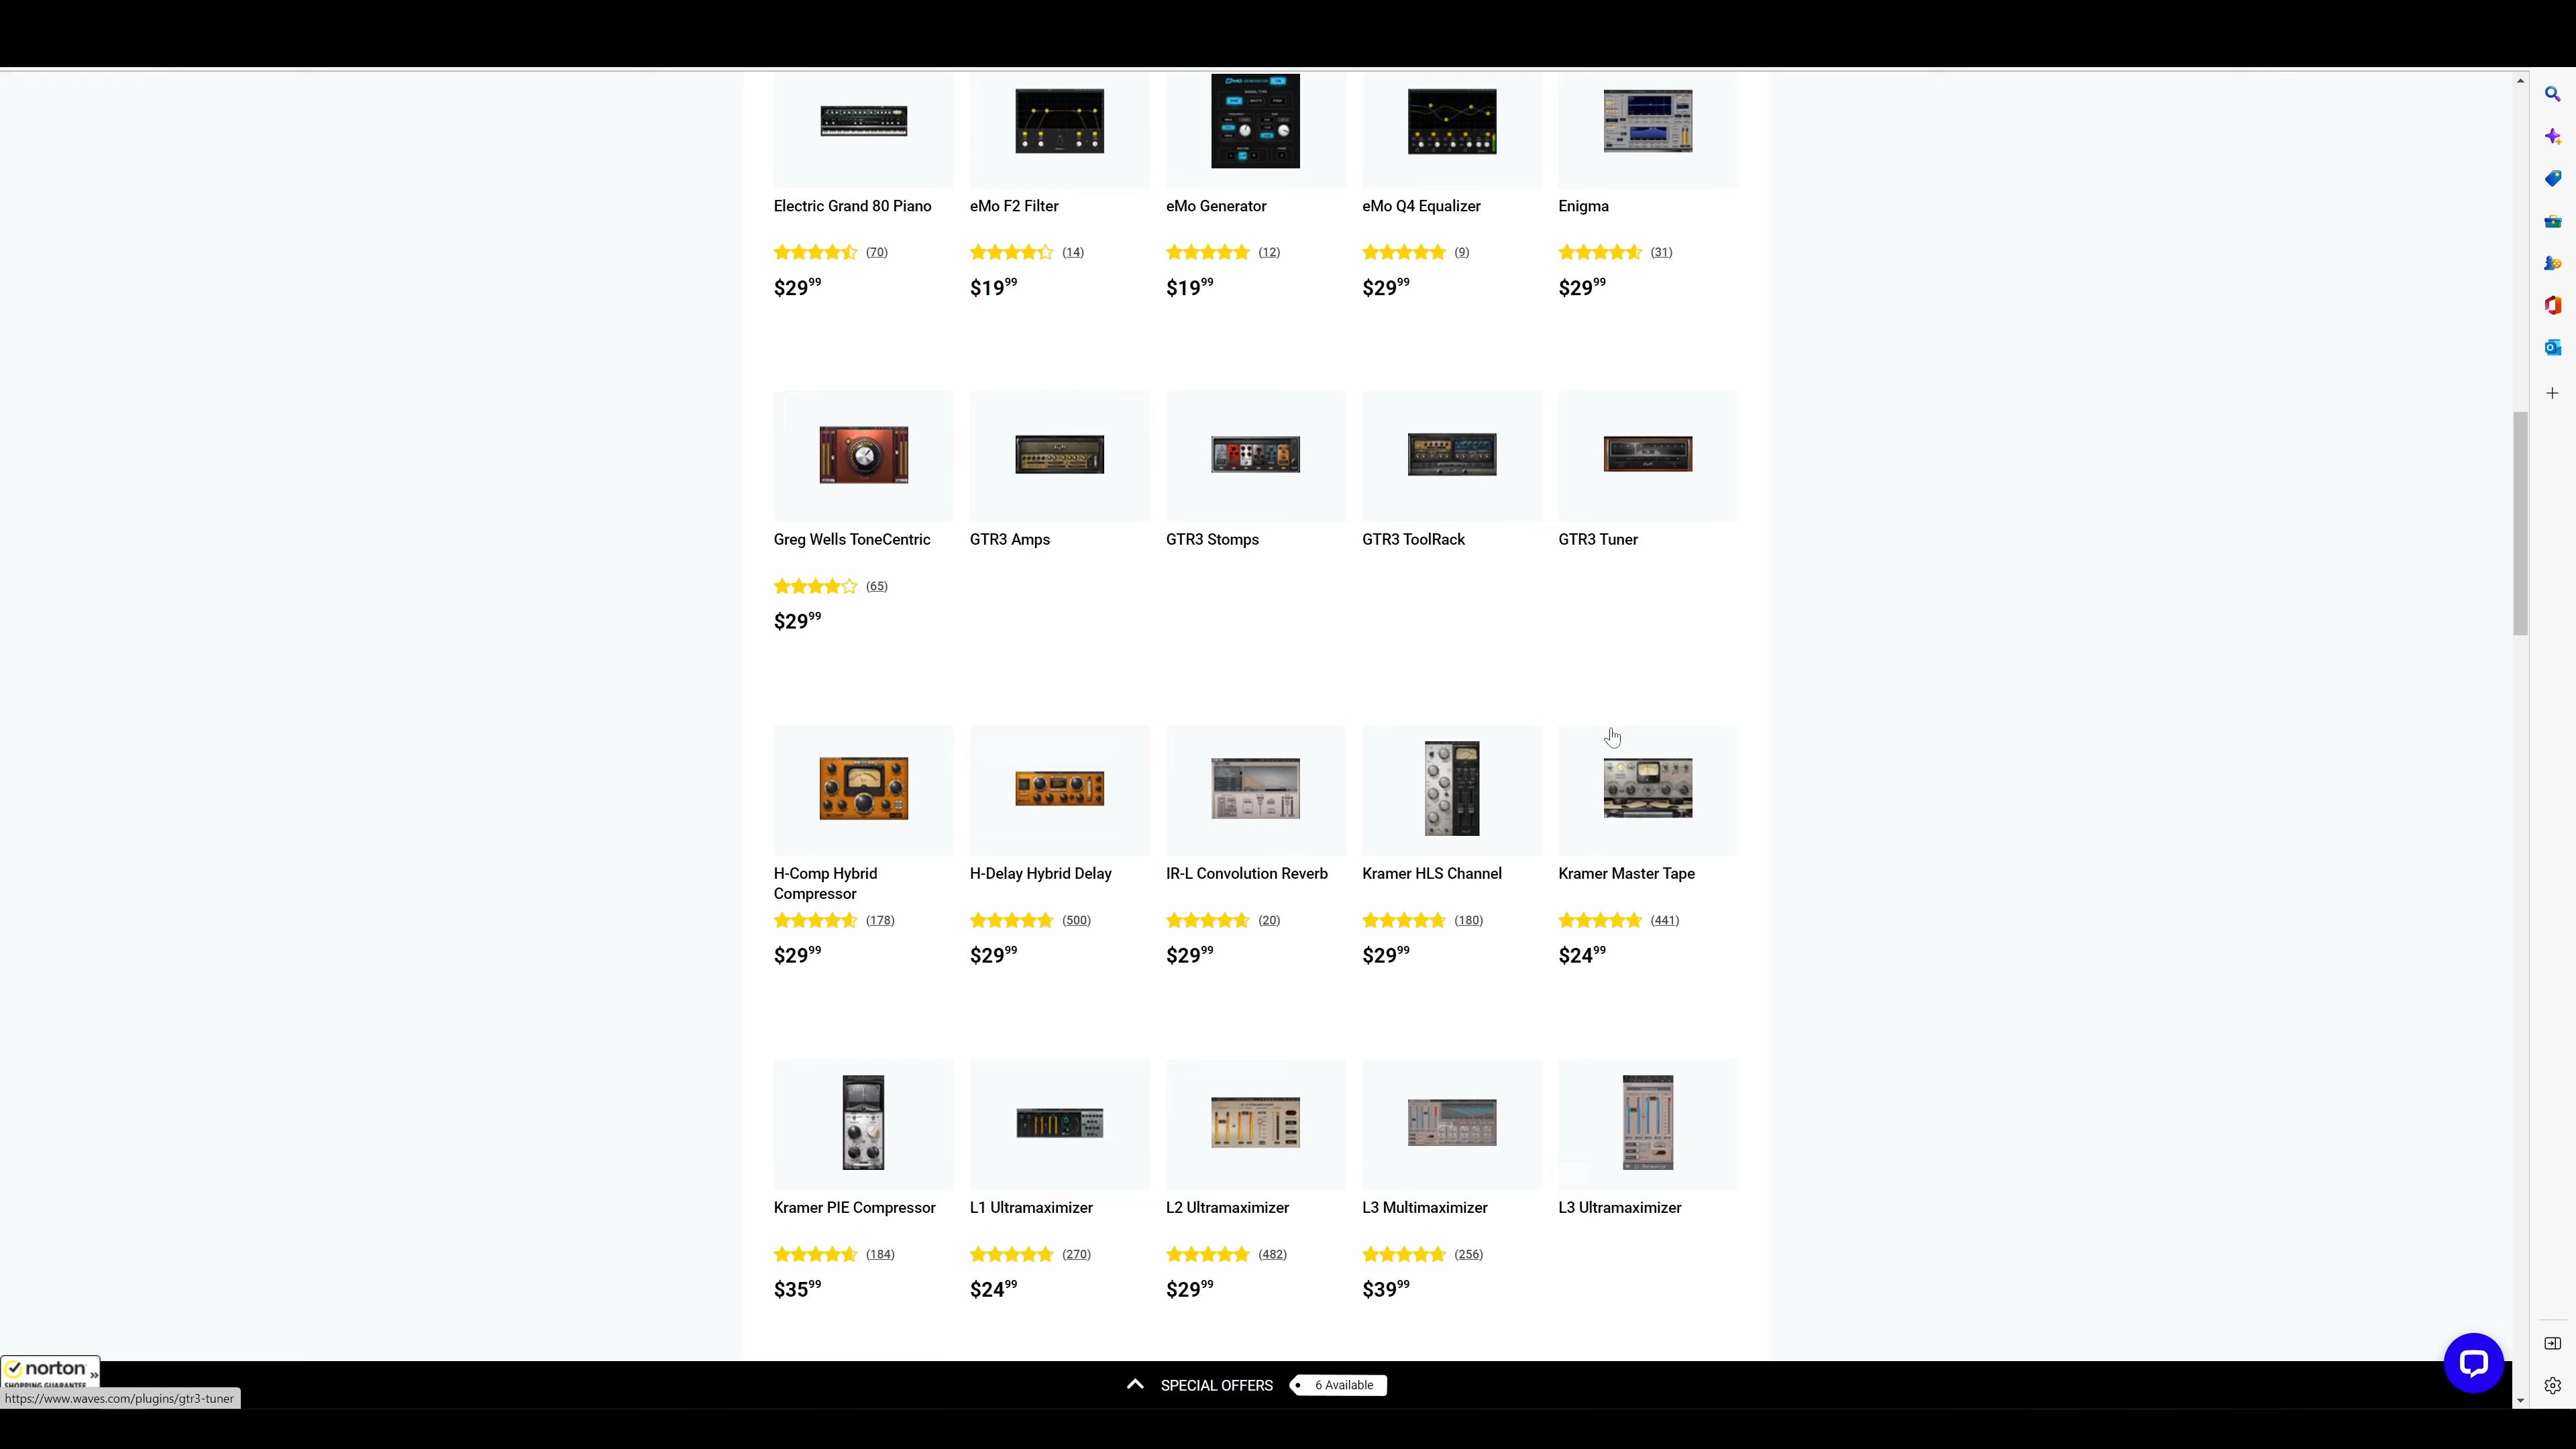 Electric Grand 80 Piano
eMo F2 Filter
eMo Generator
eMo Q4 Equalizer
Enigma
(70)
(14)
(12)
(9)
(31)
$29.99
$19.99
$19.99
$29.99
$29.99
Greg Wells ToneCentric
GTR3 Amps
GTR3 Stomps
GTR3 ToolRack
GTR3 Tuner
(65)
$29.99
H-Comp Hybrid
Compressor
H-Delay Hybrid Delay
IR-L Convolution Reverb
Kramer HLS Channel
Kramer Master Tape
(178)
(500)
(20)
(180)
(441)
$29.99
$29.99
$29.99
$29.99
$24.99
Kramer PIE Compressor
L1 Ultramaximizer
L2 Ultramaximizer
L3 Multimaximizer
L3 Ultramaximizer
(184)
(270)
(482)
(256)
$35.99
$24.99
$29.99
$39.99
norton »
SHOPPING GUARANTEE
https://www.waves.com/plugins/gtr3-tuner
SPECIAL OFFERS
6 Available